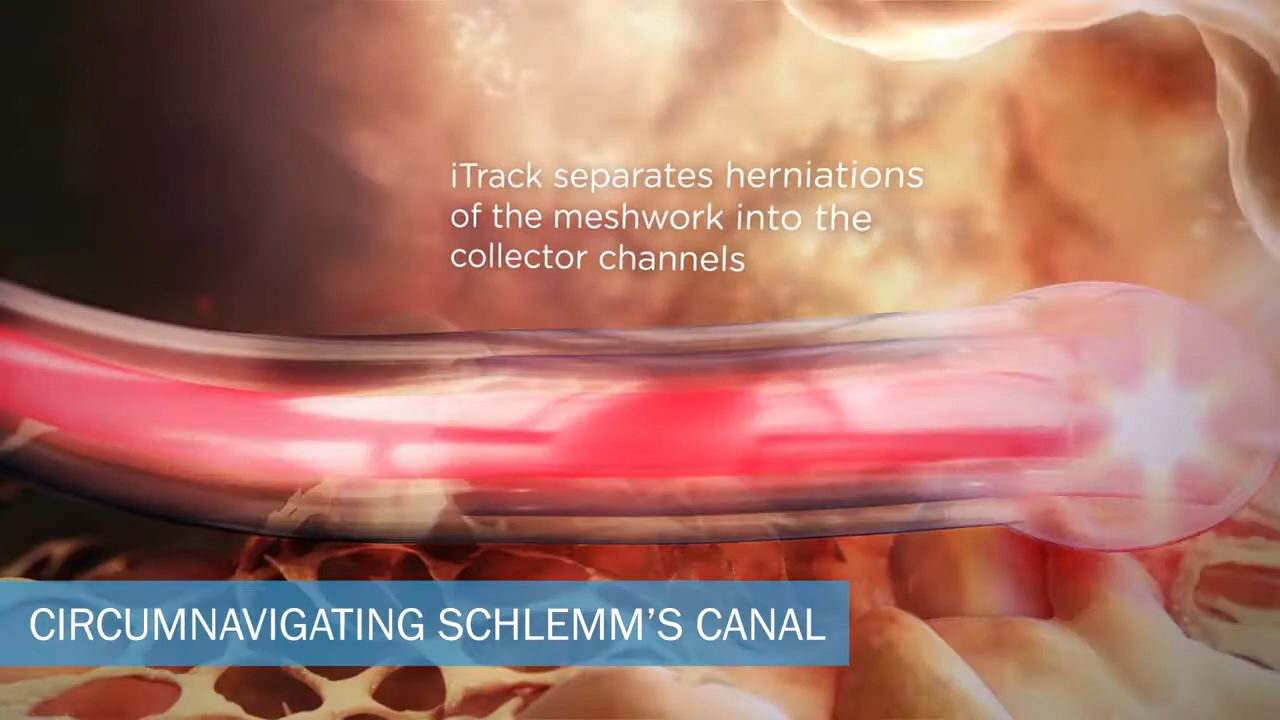 iTrack separates herniations
of the meshwork into the
collector channels
CIRCUMNAVIGATING SCHLEMM’S CANAL